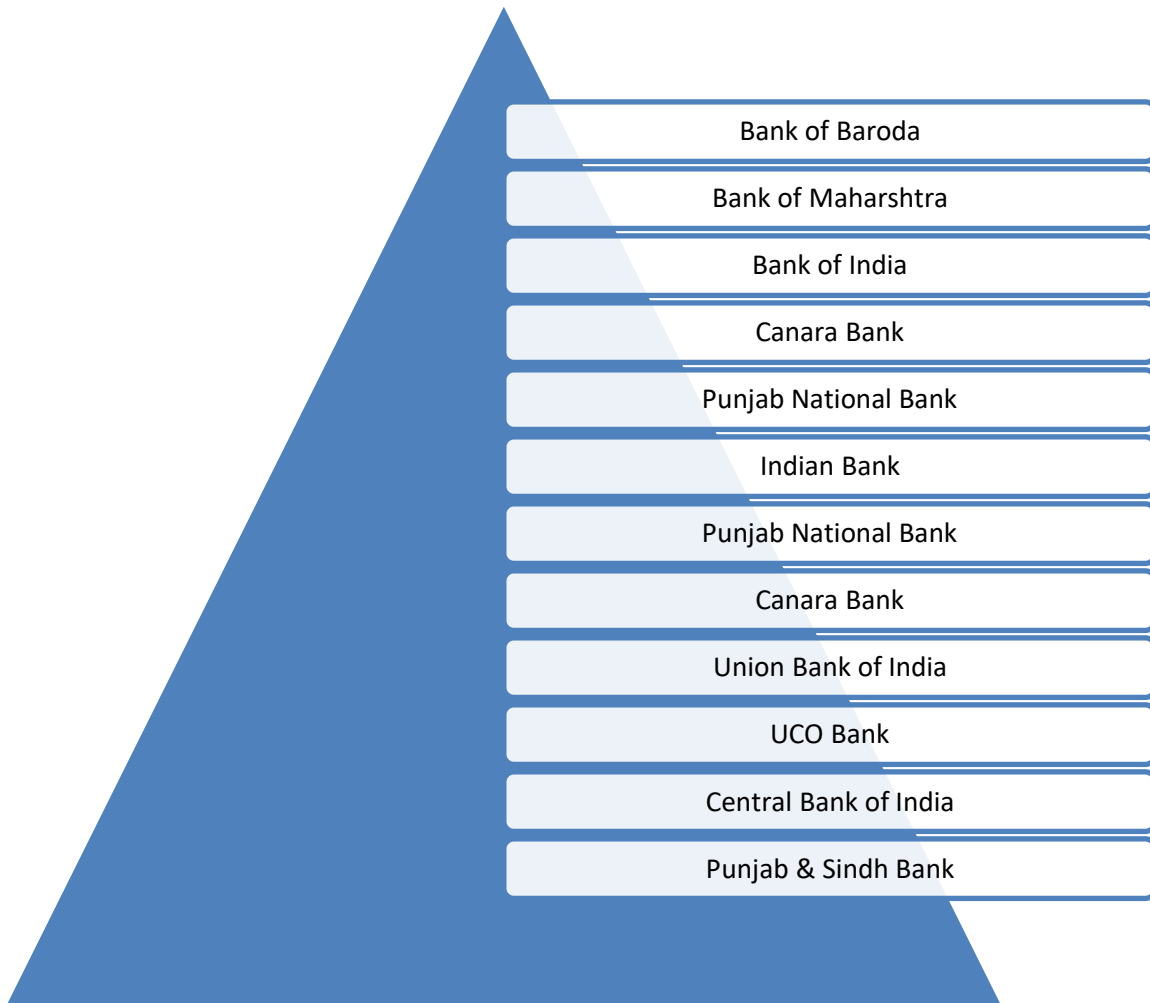 Bank of Baroda
Bank of Maharshtra
Bank of India
Canara Bank
Punjab National Bank
Indian Bank
Punjab National Bank
Canara Bank
Union Bank of India
UCO Bank
Central Bank of India
Punjab & Sindh Bank